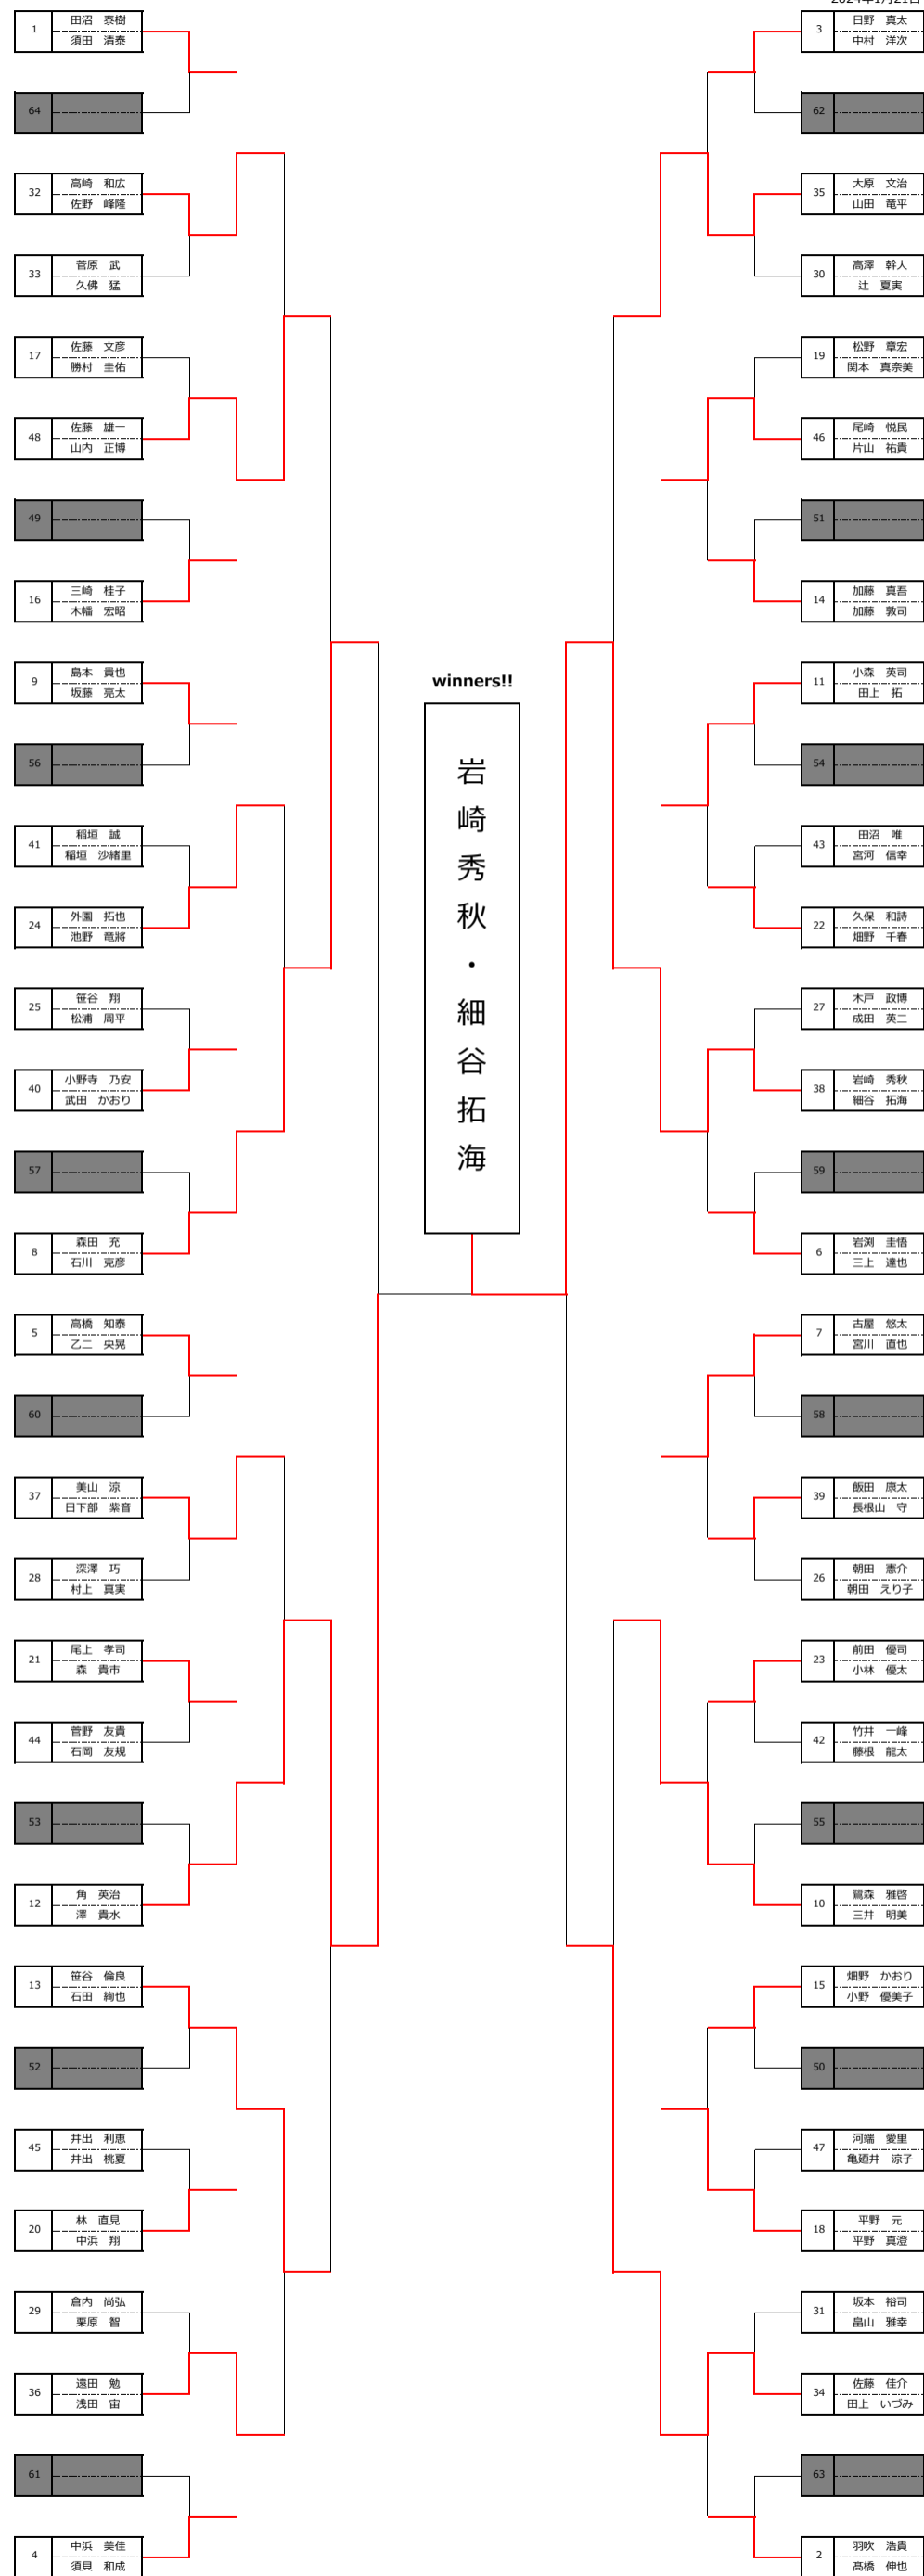 2024年1月21日
1
田沼 泰樹
須田 清泰
64
32
高崎 和広
佐野 峰隆
33
菅原 武
久佛 猛
17
佐藤 文彦
勝村 圭佑
48
佐藤 雄一
山内 正博
49
16
三崎 桂子
木幡 宏昭
9
島本 貴也
坂藤 亮太
56
41
稲垣 誠
稲垣 沙緒里
24
外園 拓也
池野 竜將
25
笹谷 翔
松浦 周平
40
小野寺 乃安
武田 かおり
57
8
森田 充
石川 克彦
5
高橋 知泰
乙二 央晃
60
37
美山 涼
日下部 紫音
28
深澤 巧
村上 真実
21
尾上 孝司
森 貴市
44
菅野 友貴
石岡 友規
53
12
角 英治
澤 貴水
13
笹谷 倫良
石田 絢也
52
45
井出 利恵
井出 桃夏
20
林 直見
中浜 翔
29
倉内 尚弘
栗原 智
36
遠田 勉
浅田 宙
61
4
中浜 美佳
須貝 和成
winners!!
岩崎秀秋・細谷拓海
3
日野 真太
中村 洋次
62
35
大原 文治
山田 竜平
30
高澤 幹人
辻 夏実
19
松野 章宏
関本 真奈美
46
尾崎 悦民
片山 祐貴
51
14
加藤 真吾
加藤 敦司
11
小森 英司
田上 拓
54
43
田沼 唯
宮河 信幸
22
久保 和詩
畑野 千春
27
木戸 政博
成田 英二
38
岩崎 秀秋
細谷 拓海
59
6
岩渕 圭悟
三上 達也
7
古屋 悠太
宮川 直也
58
39
飯田 康太
長根山 守
26
朝田 憲介
朝田 えり子
23
前田 優司
小林 優太
42
竹井 一峰
藤根 龍太
55
10
鷺森 雅啓
三井 明美
15
畑野 かおり
小野 優美子
50
47
河端 愛里
亀廼井 涼子
18
平野 元
平野 真澄
31
坂本 裕司
畠山 雅幸
34
佐藤 佳介
田上 いづみ
63
2
羽吹 浩貴
髙橋 伸也